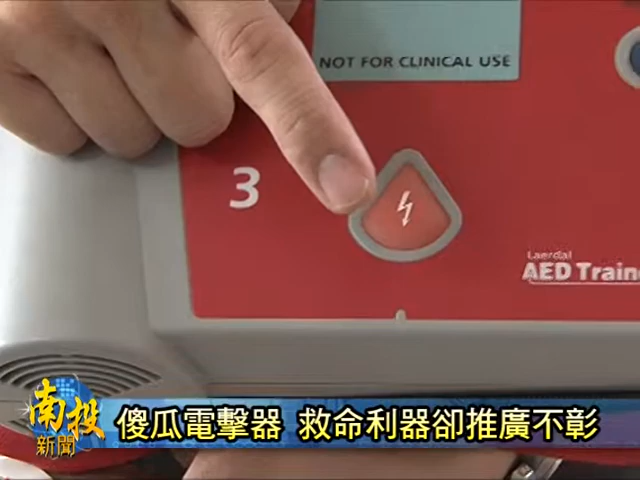 NOT FOR CLINICAL USE
3
Laerdal
AED Traine
南投
新聞
傻瓜電擊器 救命利器卻推廣不彰